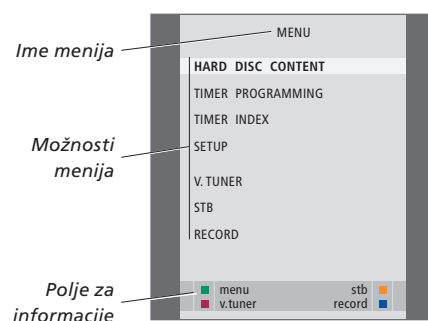 Ime menija
MENU
HARD DISC CONTENT
TIMER PROGRAMMING
TIMER INDEX
Možnosti
menija
SETUP
V. TUNER
STB
RECORD
Polje za
informacije
menu stb
v.tuner record